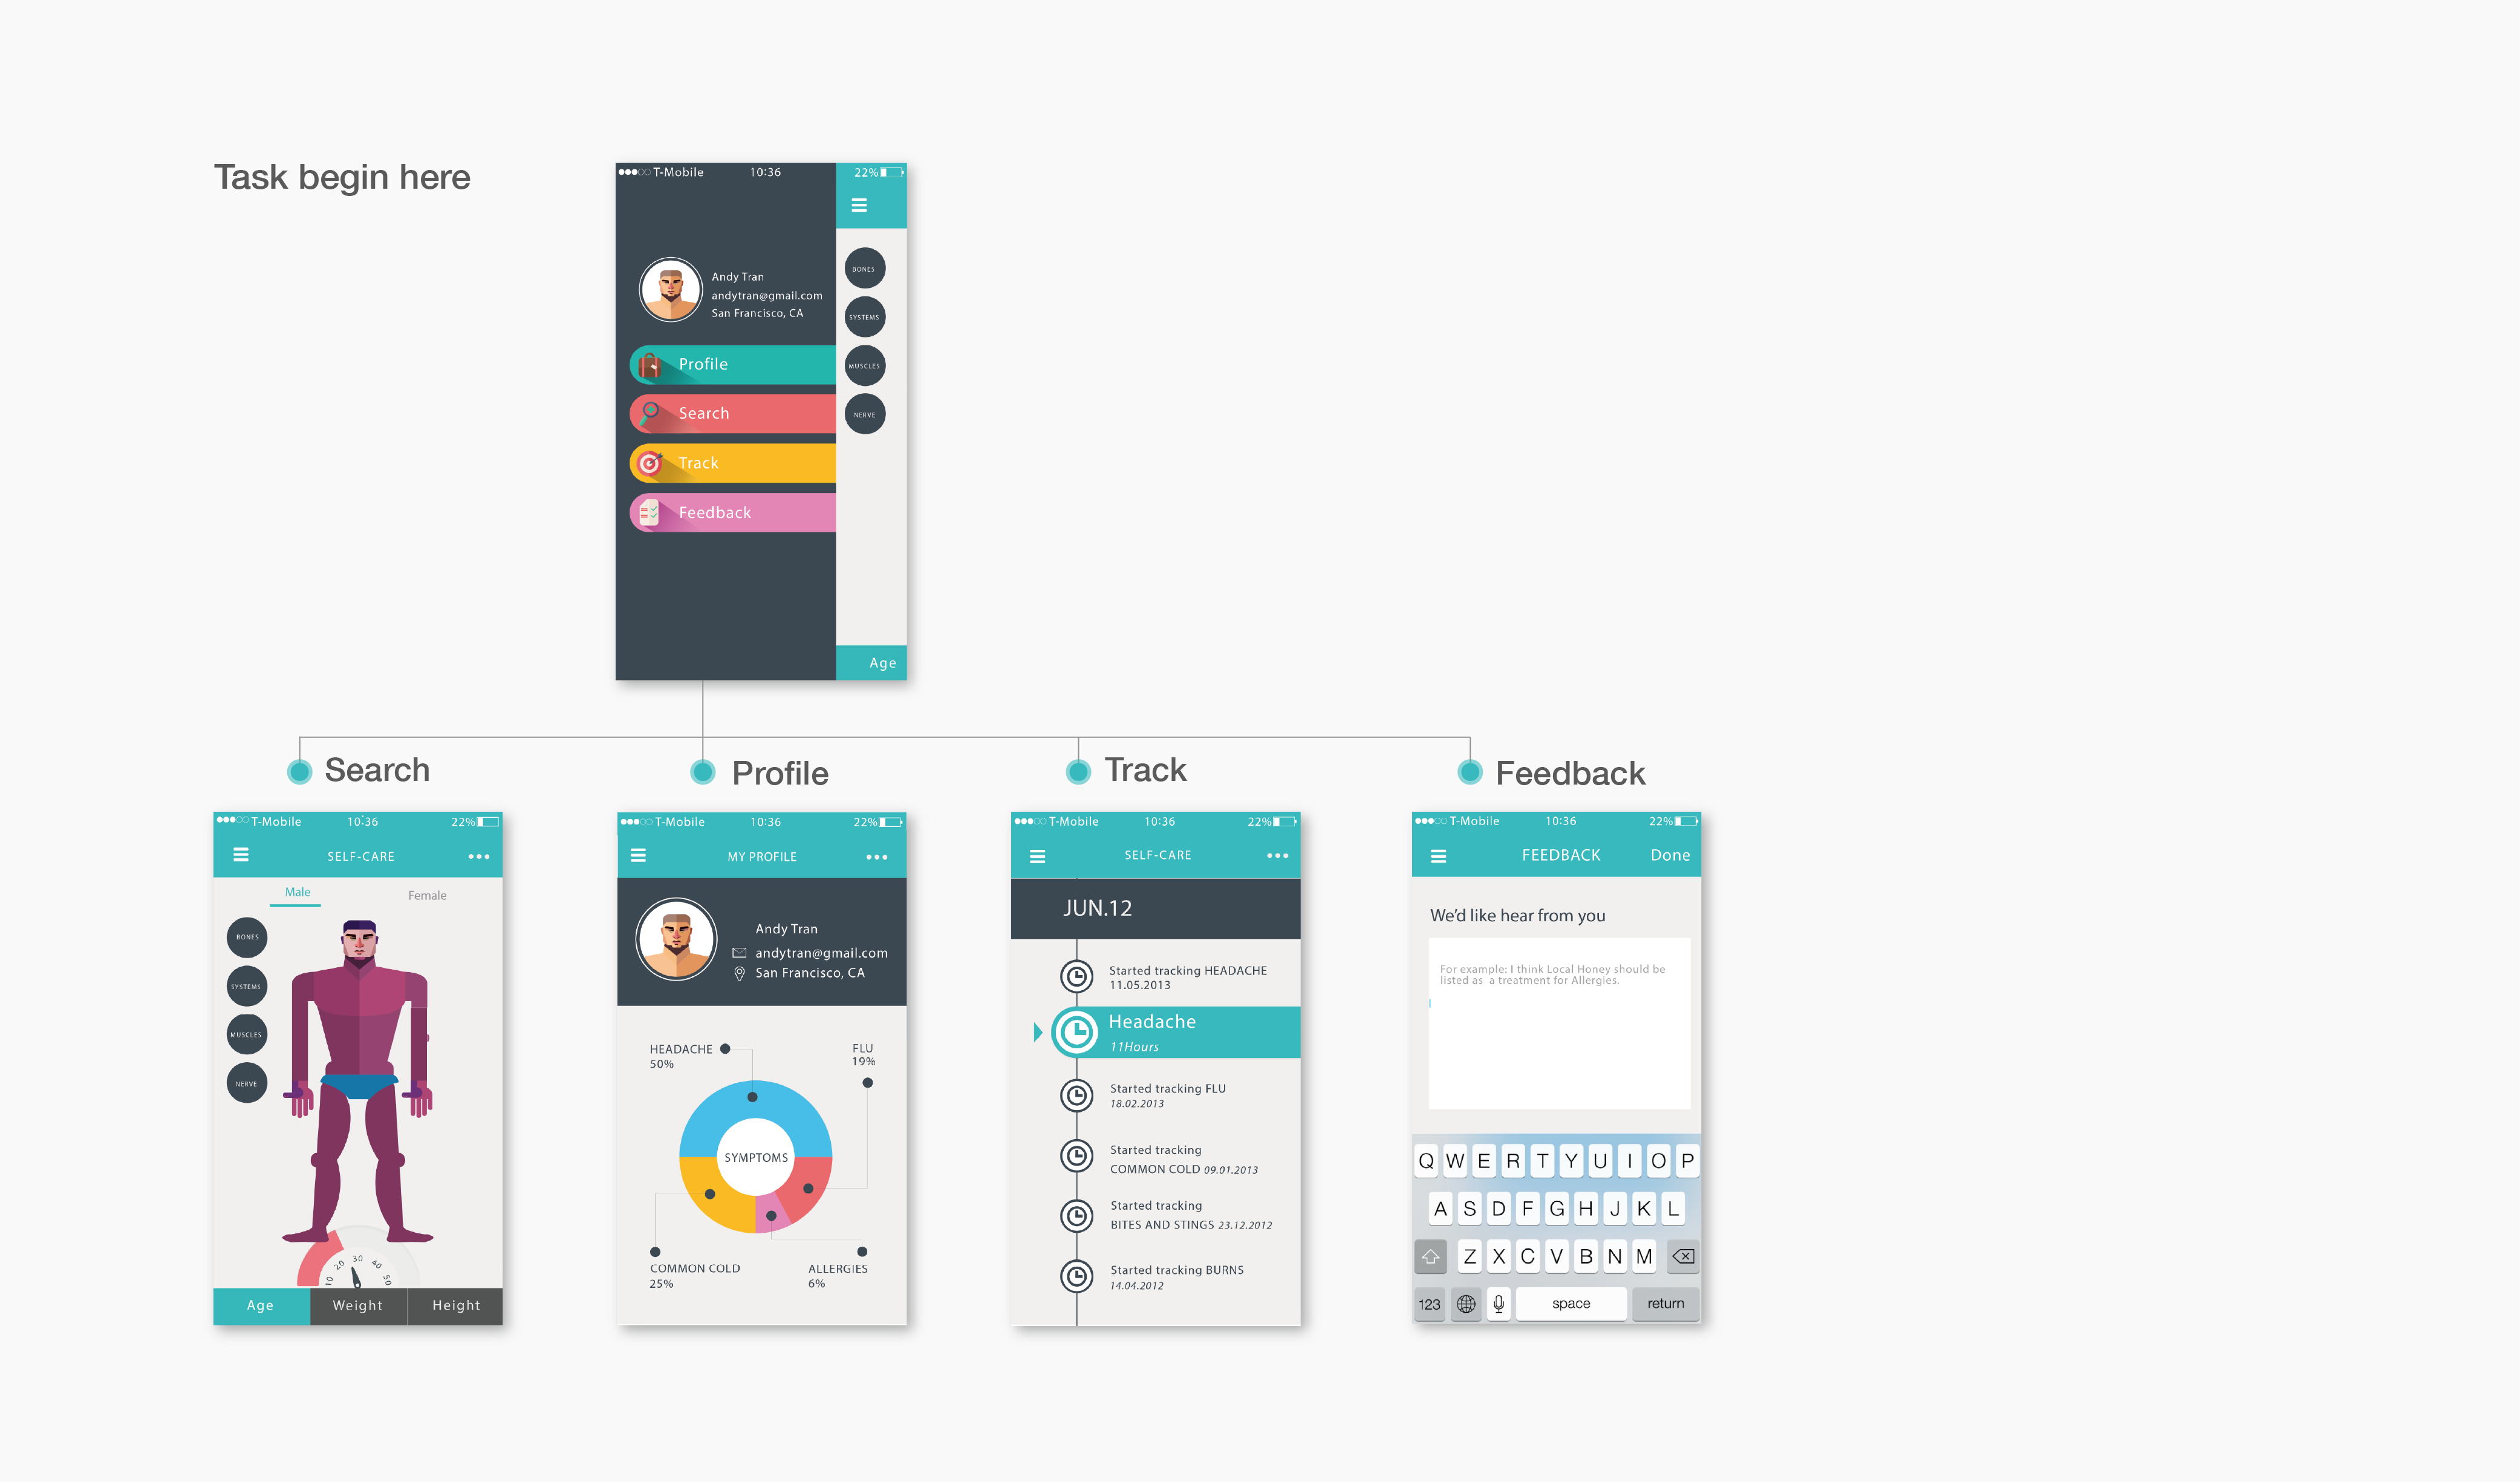 Task begin here
T-Mobile 10:36 22%
Andy Tran
andytran@gmail.com
San Francisco, CA
Profile
Search
Track
Feedback
BONES
SYSTEMS
MUSCLES
NERVE
Age
Search
T-Mobile 10:36 22%
SELF-CARE
Male Female
BONES
SYSTEMS
MUSCLES
NERVE
10 20 30 40 50
Age Weight Height
Profile
T-Mobile 10:36 22%
MY PROFILE
Andy Tran
andytran@gmail.com
San Francisco, CA
HEADACHE
50%
FLU
19%
SYMPTOMS
COMMON COLD
25%
ALLERGIES
6%
Track
T-Mobile 10:36 22%
SELF-CARE
JUN.12
Started tracking HEADACHE
11.05.2013
Headache
11Hours
Started tracking FLU
18.02.2013
Started tracking
COMMON COLD 09.01.2013
Started tracking
BITES AND STINGS 23.12.2012
Started tracking BURNS
14.04.2012
Feedback
T-Mobile 10:36 22%
FEEDBACK Done
We'd like hear from you
For example: I think Local Honey should be
listed as a treatment for Allergies.
Q W E R T Y U I O P
A S D F G H J K L
Z X C V B N M
123 space return